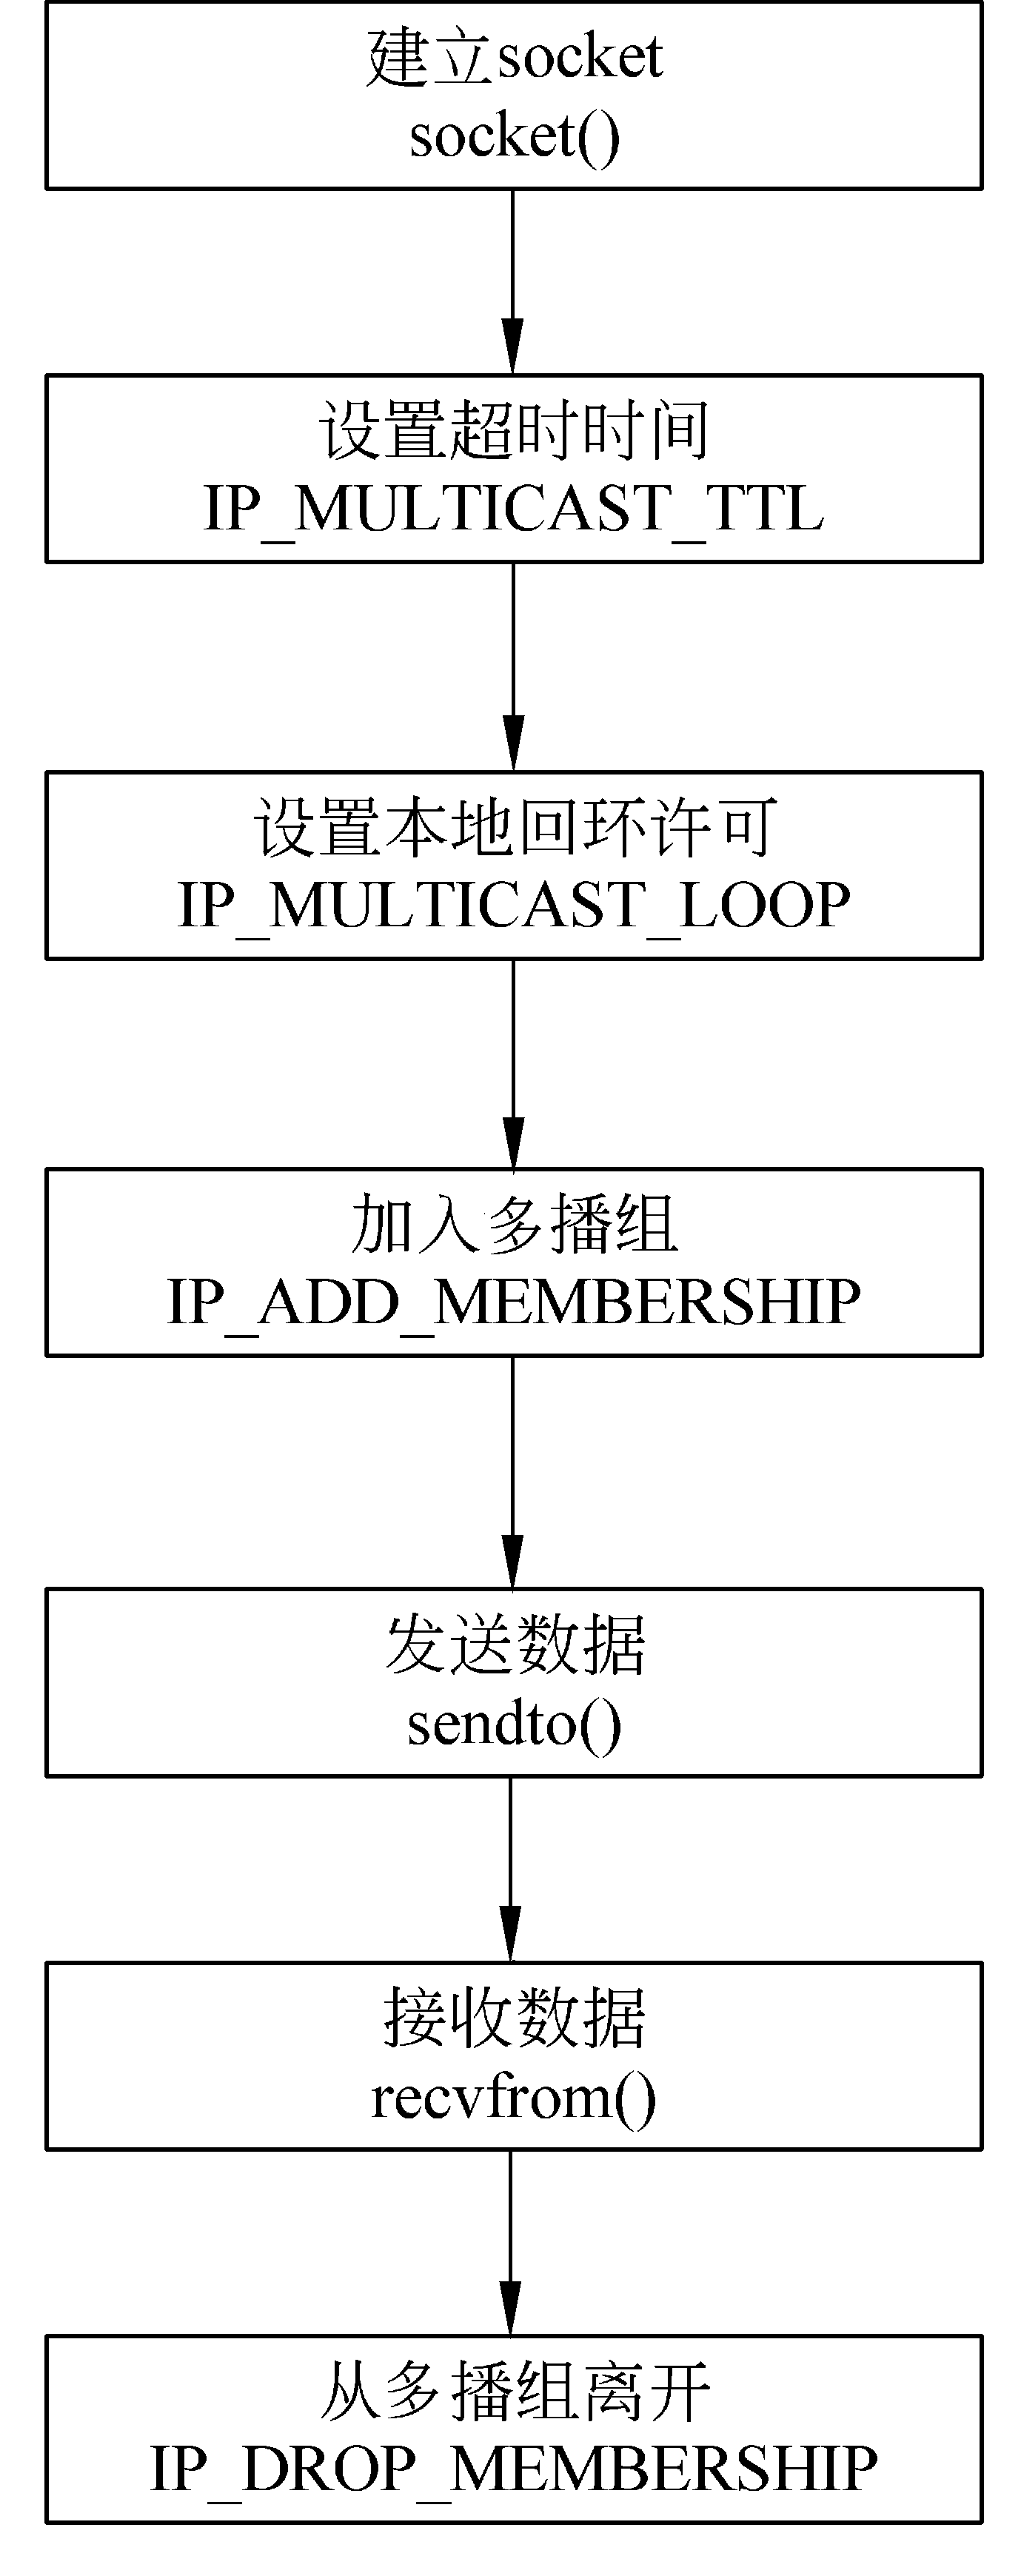 建立socket
socket()
设置超时时间
IP_MULTICAST_TTL
设置本地回环许可
IP_MULTICAST_LOOP
加入多播组
IP_ADD_MEMBERSHIP
发送数据
sendto()
接收数据
recvfrom()
从多播组离开
IP_DROP_MEMBERSHIP